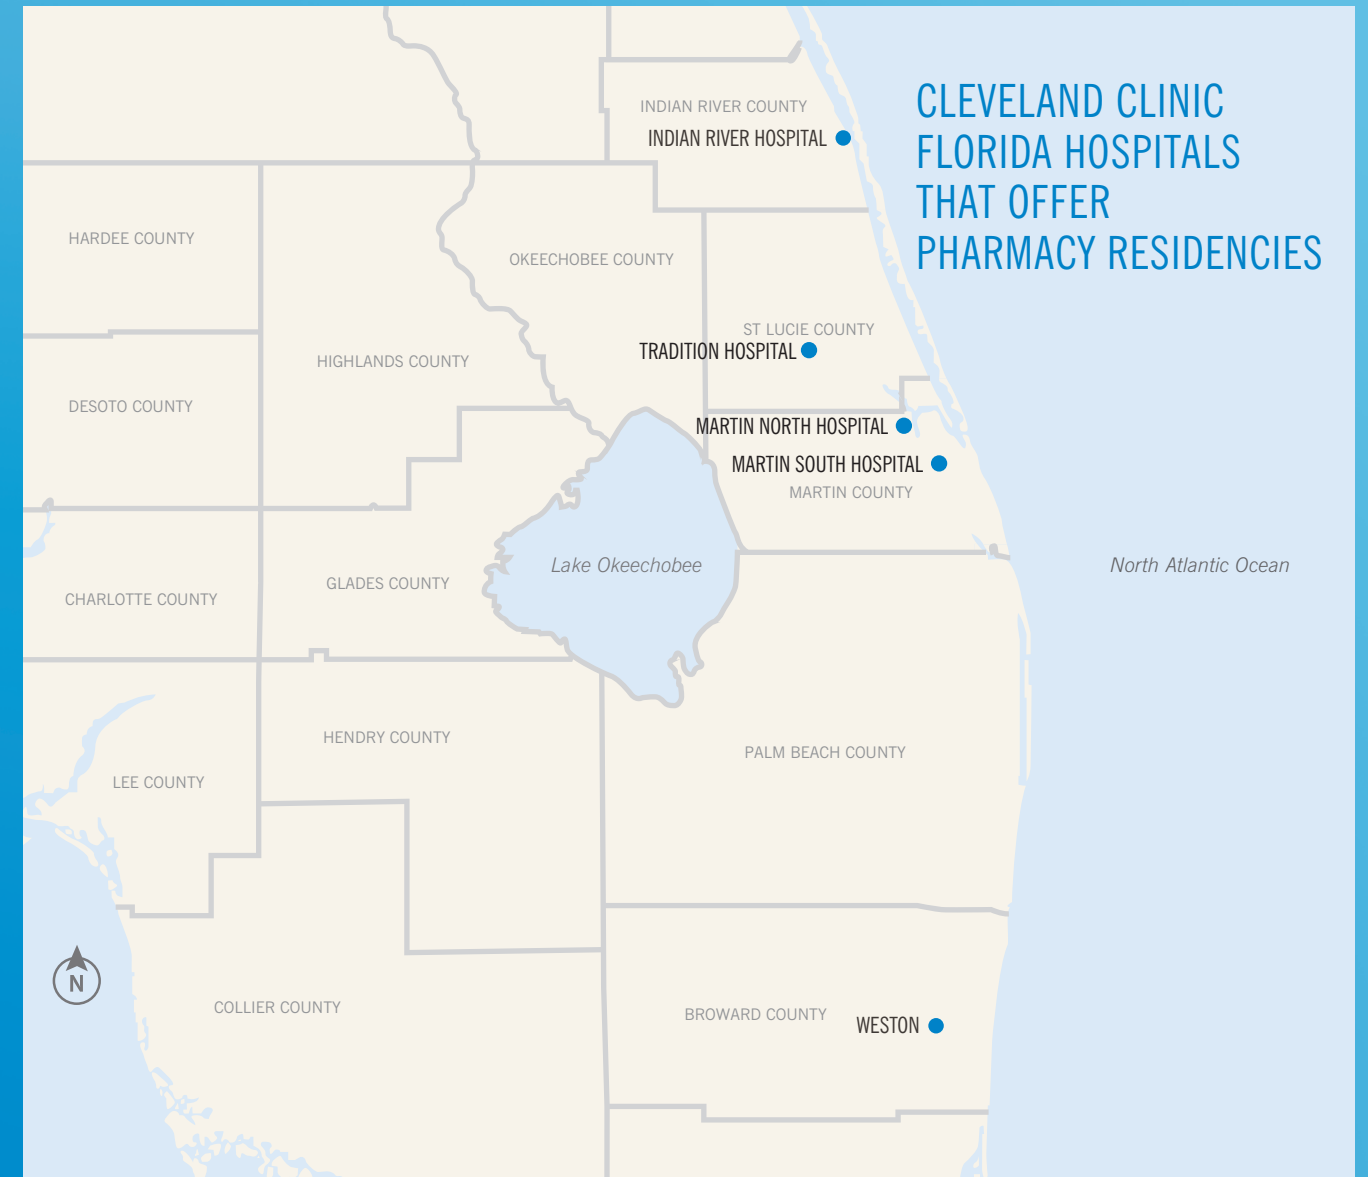 CLEVELAND CLINIC
FLORIDA HOSPITALS
THAT OFFER
PHARMACY RESIDENCIES
INDIAN RIVER COUNTY
INDIAN RIVER HOSPITAL
HARDEE COUNTY
OKEECHOBEE COUNTY
ST LUCIE COUNTY
TRADITION HOSPITAL
HIGHLANDS COUNTY
DESOTO COUNTY
MARTIN NORTH HOSPITAL
MARTIN SOUTH HOSPITAL
MARTIN COUNTY
Lake Okeechobee
North Atlantic Ocean
GLADES COUNTY
CHARLOTTE COUNTY
HENDRY COUNTY
PALM BEACH COUNTY
LEE COUNTY
N
COLLIER COUNTY
BROWARD COUNTY
WESTON